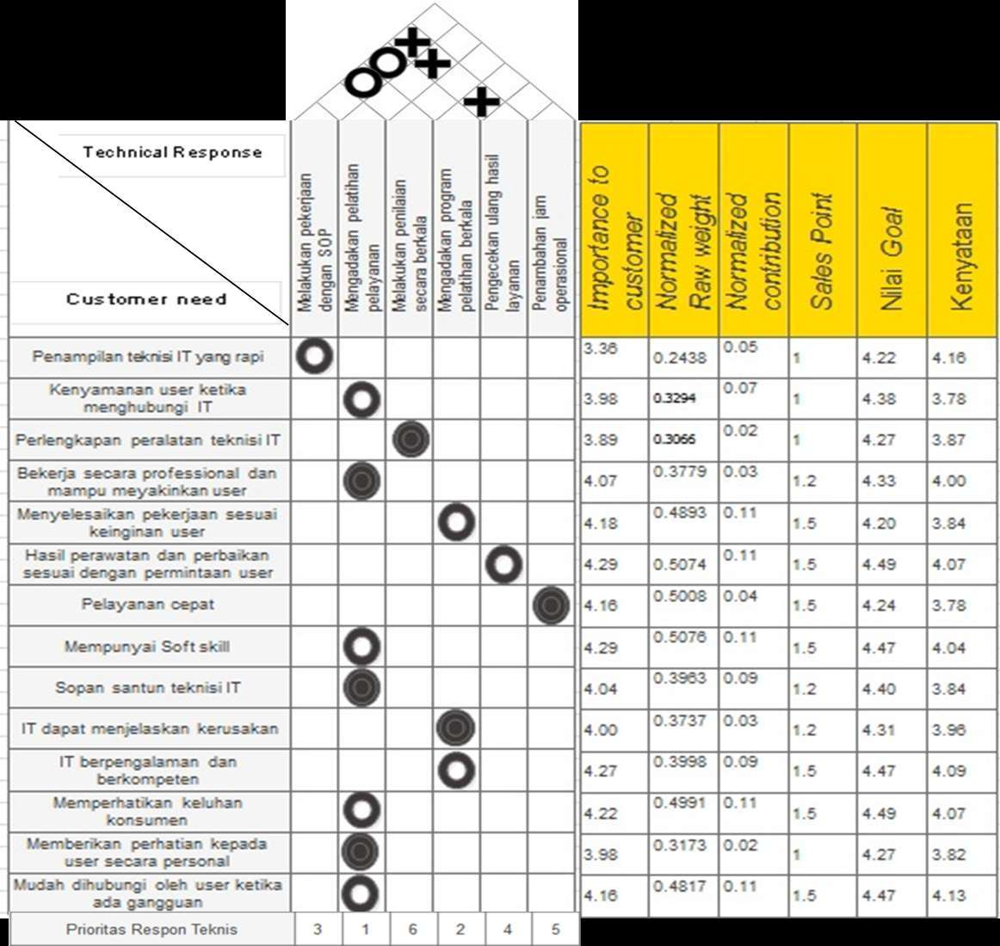 Technical Response
Customer need
Melakukan pekerjaan
dengan SOP
Mengadakan pelatihan
pelayanan
Melakukan penilaian
secara berkala
Mengadakan program
pelatihan berkala
Pengecekan ulang hasil
layanan
Penambahan jam
operasional
Importance to
customer
Normalized
Raw weight
Normalized
contribution
Sales Point
Nilai Goal
Kenyataan
Penampilan teknisi IT yang rapi
3.36 0.2438 0.05 1 4.22 4.16
Kenyamanan user ketika
menghubungi IT
3.98 0.3294 0.07 1 4.38 3.78
Perlengkapan peralatan teknisi IT
3.89 0.3066 0.02 1 4.27 3.87
Bekerja secara professional dan
mampu meyakinkan user
4.07 0.3779 0.03 1.2 4.33 4.00
Menyelesaikan pekerjaan sesuai
keinginan user
4.18 0.4893 0.11 1.5 4.20 3.84
Hasil perawatan dan perbaikan
sesuai dengan permintaan user
4.29 0.5074 0.11 1.5 4.49 4.07
Pelayanan cepat
4.16 0.5008 0.04 1.5 4.24 3.78
Mempunyai Soft skill
4.29 0.5076 0.11 1.5 4.47 4.04
Sopan santun teknisi IT
4.04 0.3963 0.09 1.2 4.40 3.84
IT dapat menjelaskan kerusakan
4.00 0.3737 0.03 1.2 4.31 3.96
IT berpengalaman dan
berkompeten
4.27 0.3998 0.09 1.5 4.47 4.09
Memperhatikan keluhan
konsumen
4.22 0.4991 0.11 1.5 4.49 4.07
Memberikan perhatian kepada
user secara personal
3.98 0.3173 0.02 1 4.27 3.82
Mudah dihubungi oleh user ketika
ada gangguan
4.16 0.4817 0.11 1.5 4.47 4.13
Prioritas Respon Teknis 3 1 6 2 4 5